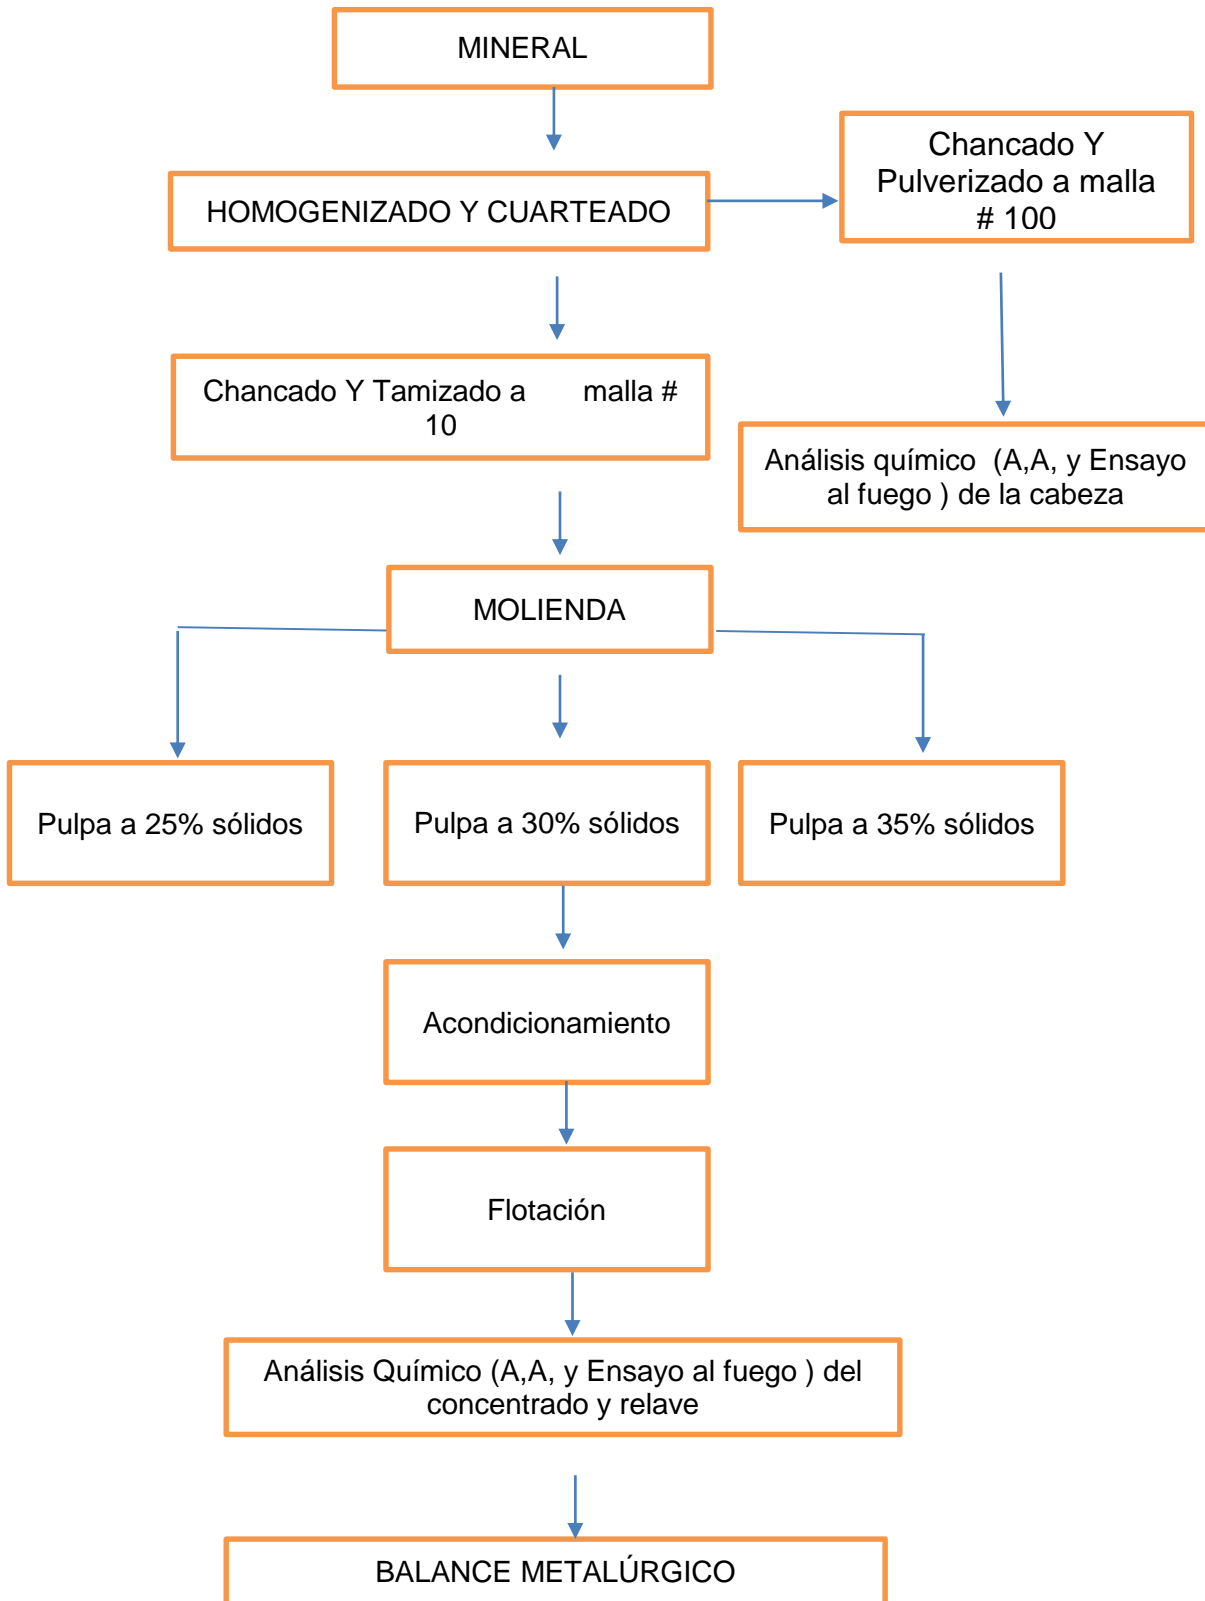 MINERAL
Chancado Y
Pulverizado a malla
# 100
HOMOGENIZADO Y CUARTEADO
Chancado Y Tamizado a malla #
10
Análisis químico (A,A, y Ensayo
al fuego ) de la cabeza
MOLIENDA
Pulpa a 25% sólidos
Pulpa a 30% sólidos
Pulpa a 35% sólidos
Acondicionamiento
Flotación
Análisis Químico (A,A, y Ensayo al fuego ) del
concentrado y relave
BALANCE METALÚRGICO